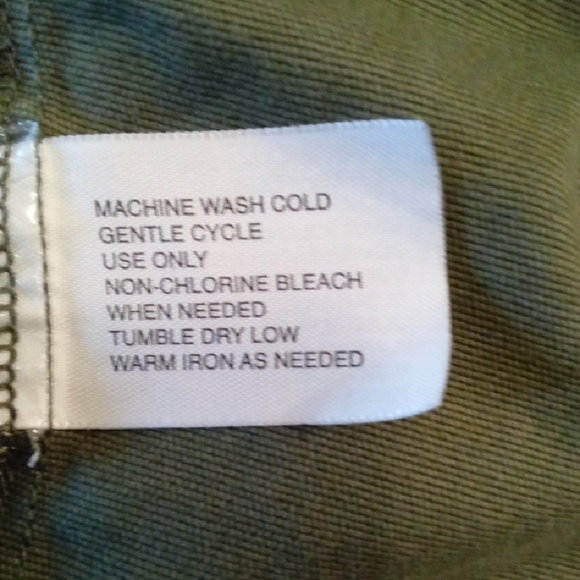 MACHINE WASH COLD
GENTLE CYCLE
USE ONLY
NON-CHLORINE BLEACH
WHEN NEEDED
TUMBLE DRY LOW
WARM IRON AS NEEDED